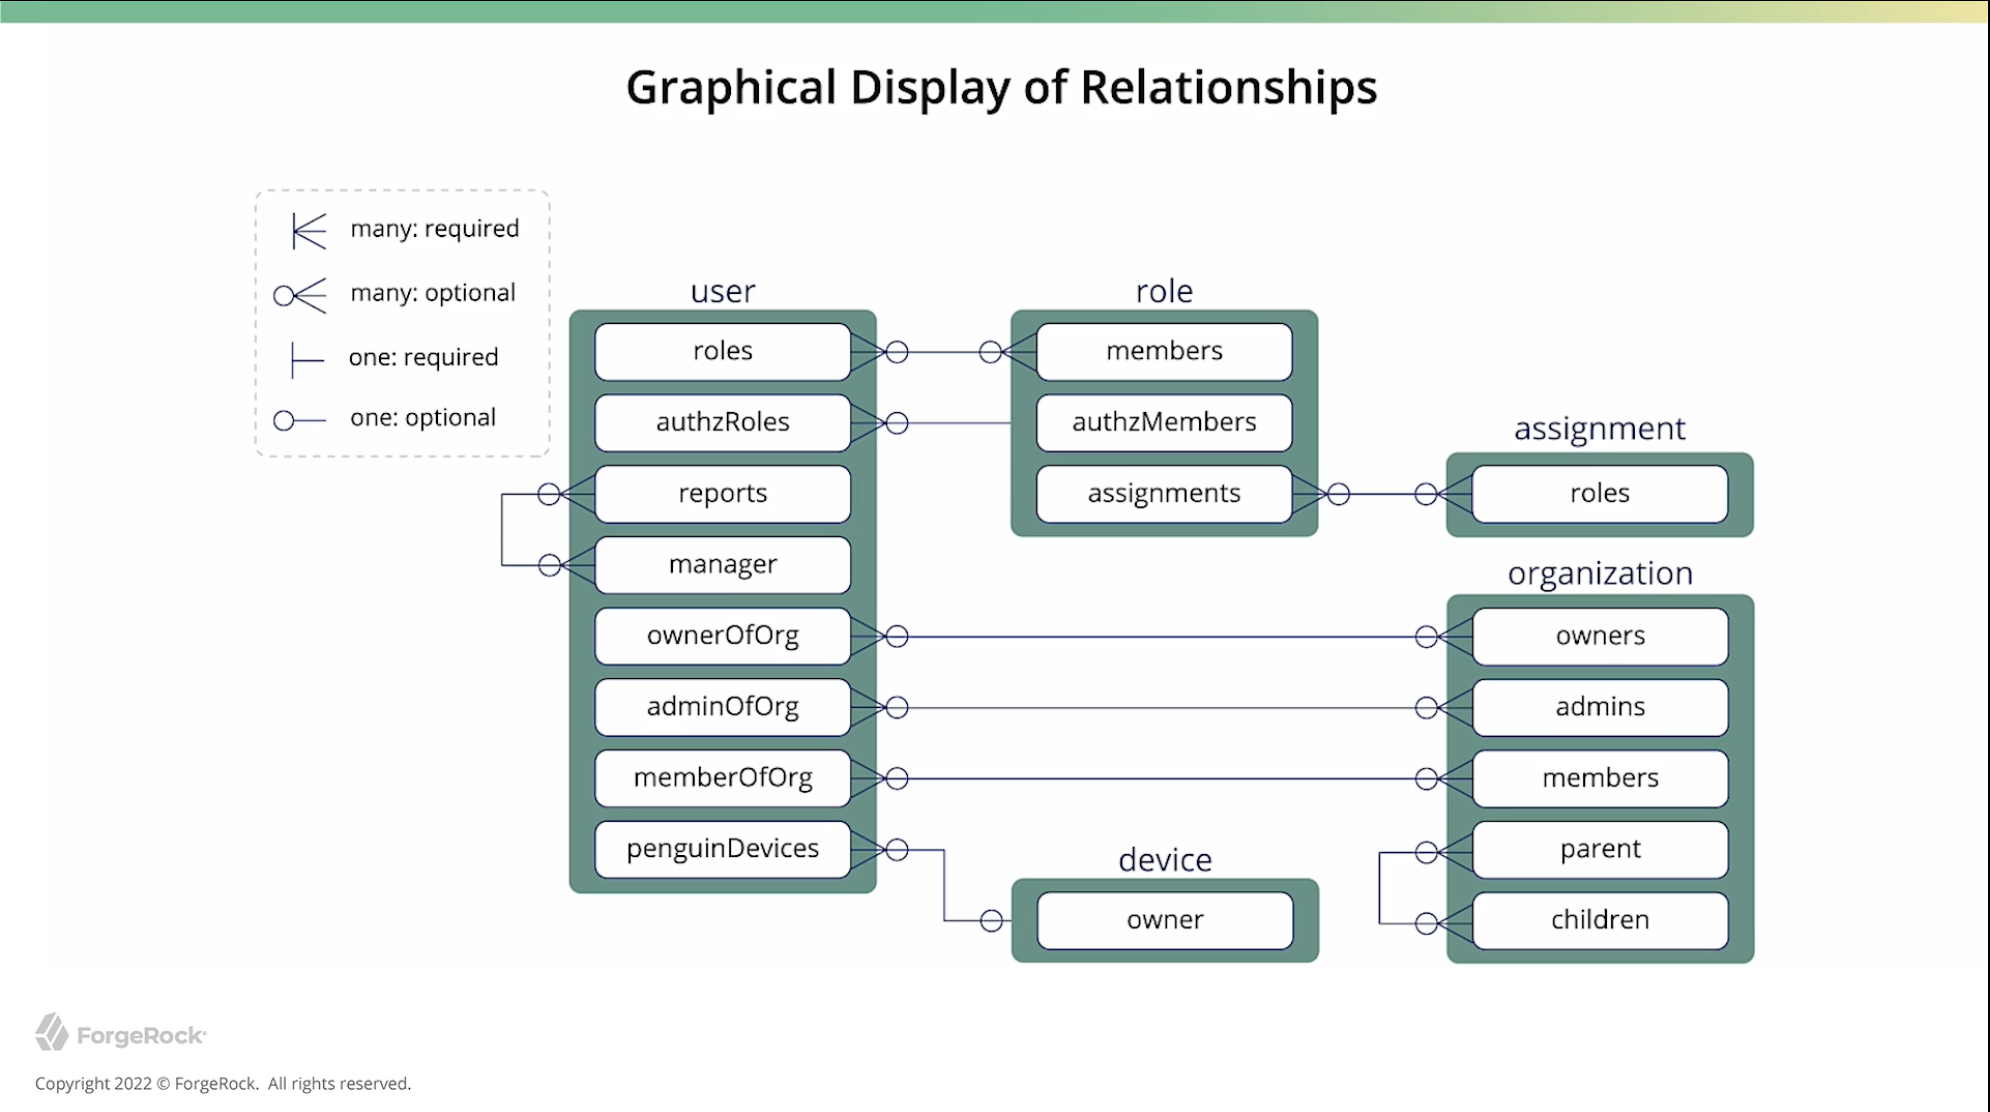 Graphical Display of Relationships
many: required
many: optional
one: required
one: optional
user
roles
authzRoles
reports
manager
ownerOfOrg
adminOfOrg
memberOfOrg
penguinDevices
role
members
authzMembers
assignments
assignment
roles
organization
owners
admins
members
parent
children
device
owner
ForgeRock
Copyright 2022 © ForgeRock. All rights reserved.